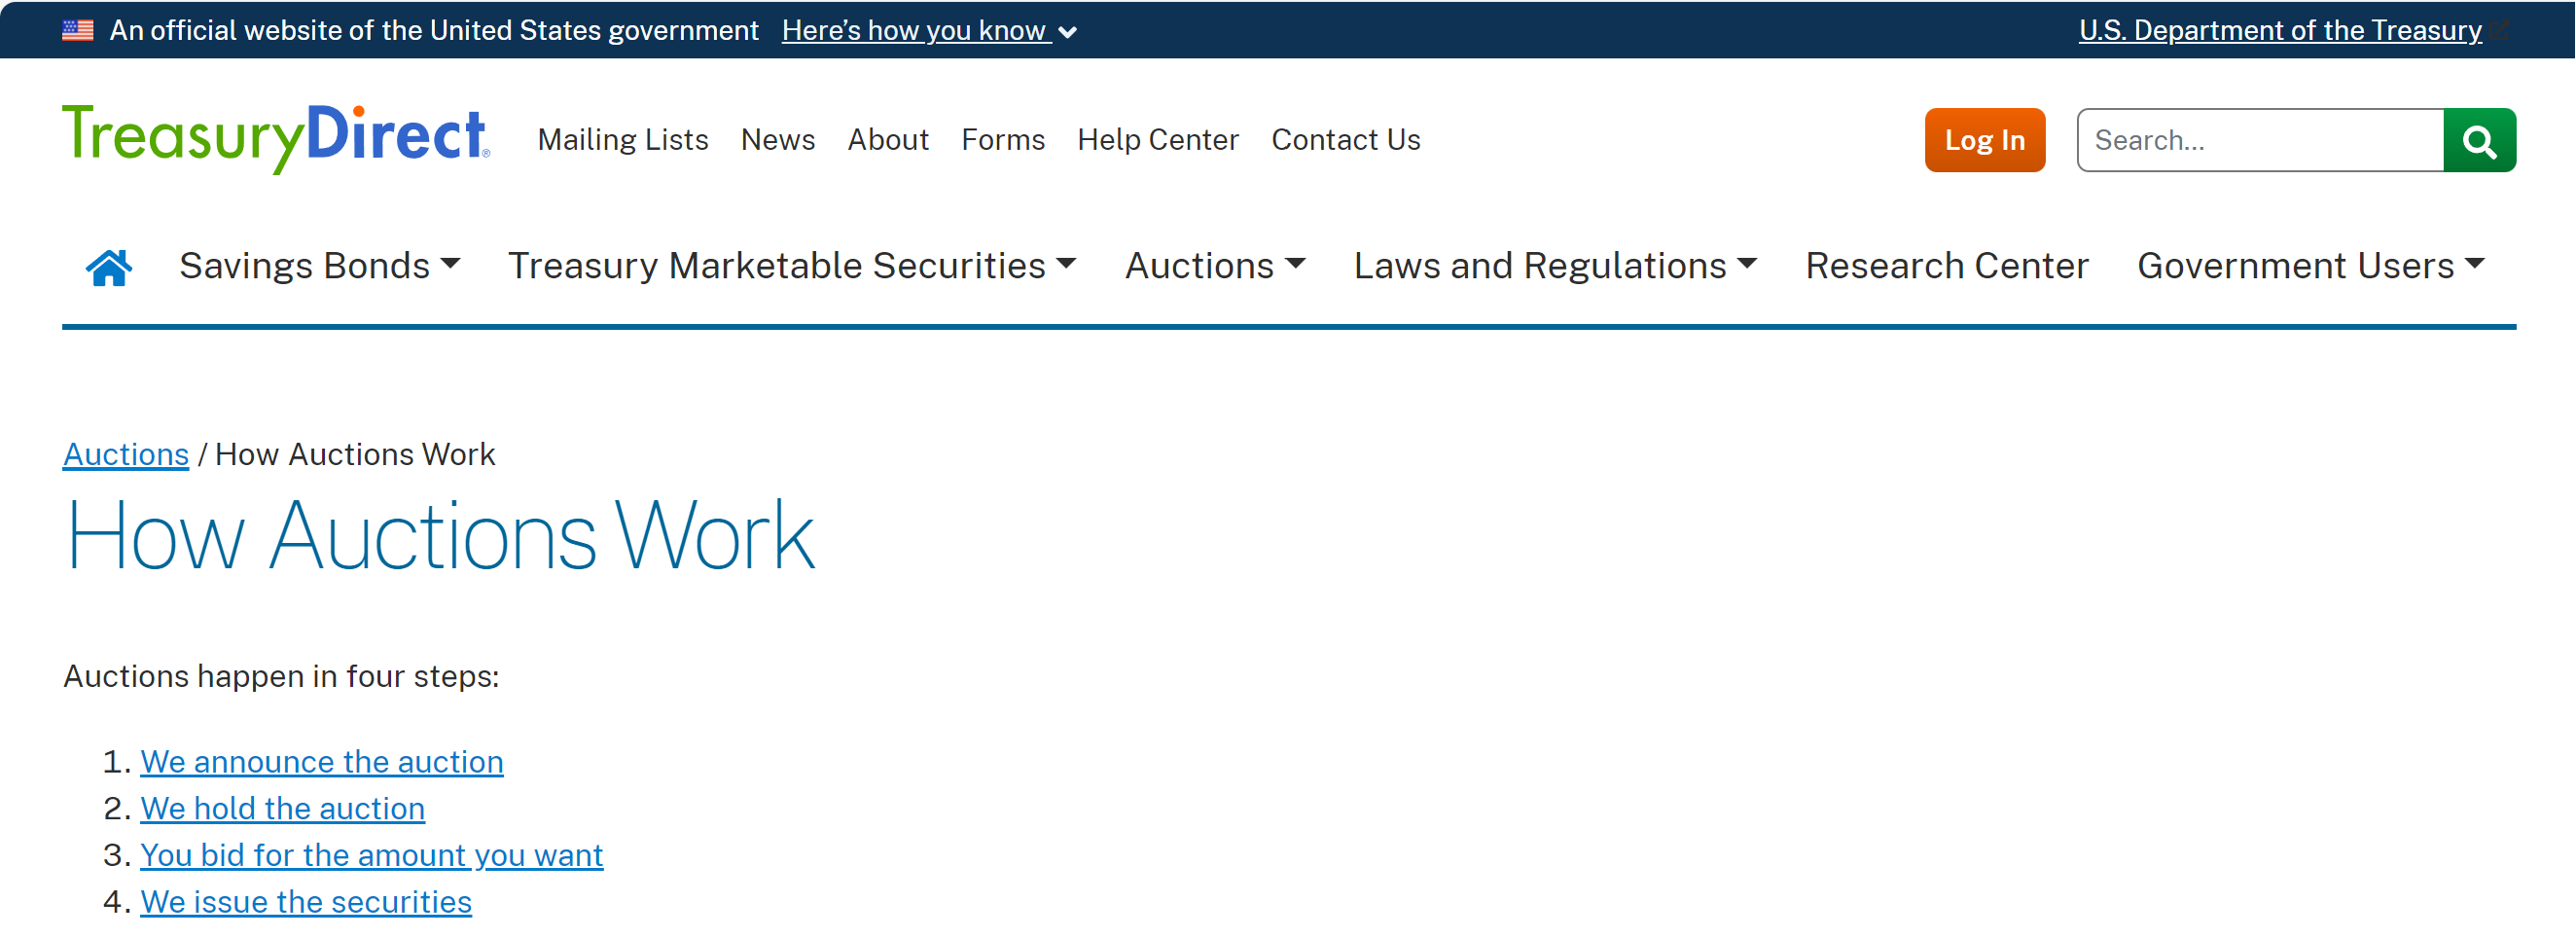 An official website of the United States government Here’s how you know
U.S. Department of the Treasury
TreasuryDirect®
Mailing Lists News About Forms Help Center Contact Us
Log In
Search...
Savings Bonds Treasury Marketable Securities Auctions Laws and Regulations Research Center Government Users
Auctions / How Auctions Work
How Auctions Work
Auctions happen in four steps:
1. We announce the auction
2. We hold the auction
3. You bid for the amount you want
4. We issue the securities